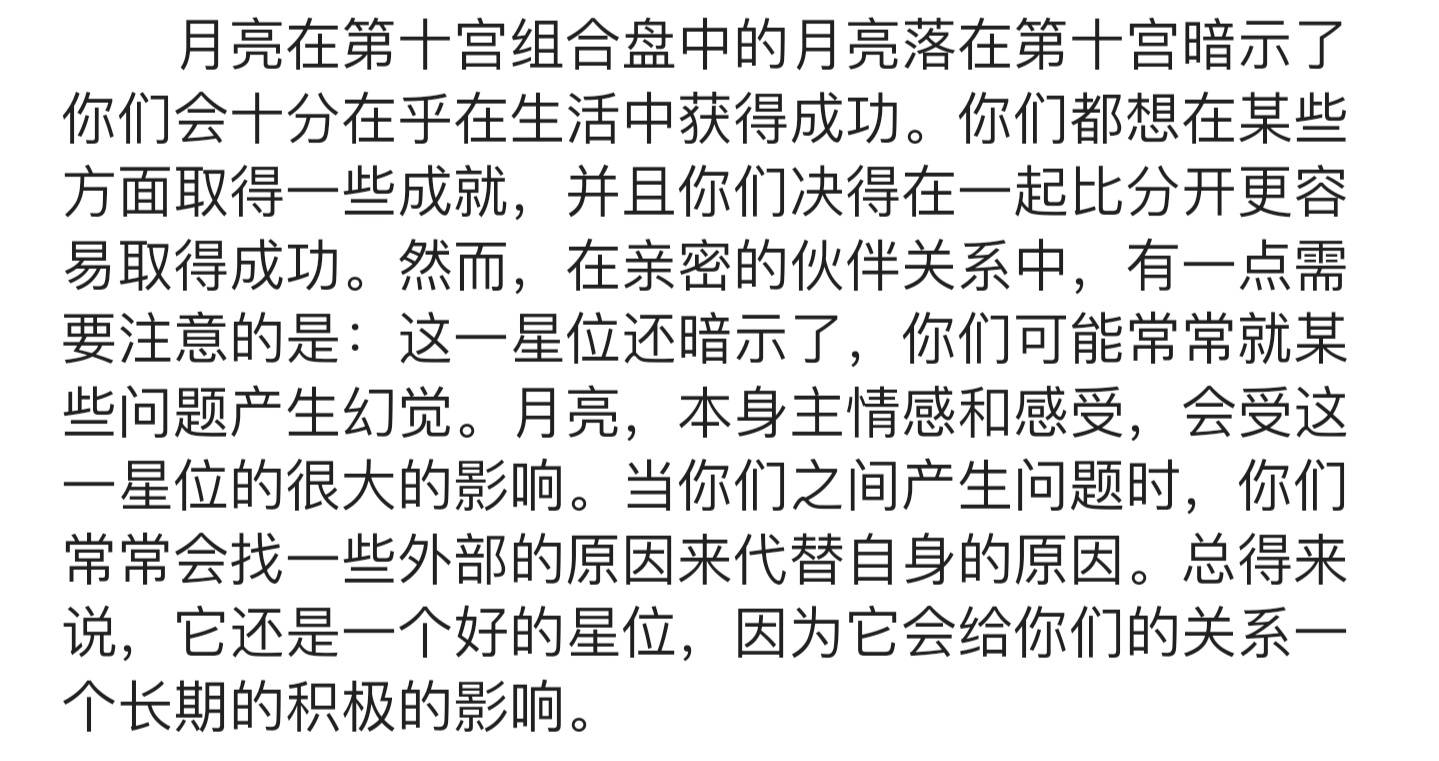 月亮在第十宫组合盘中的月亮落在第十宫暗示了
你们会十分在乎在生活中获得成功。你们都想在某些
方面取得一些成就，并且你们决得在一起比分开更容
易取得成功。然而，在亲密的伙伴关系中，有一点需
要注意的是：这一星位还暗示了，你们可能常常就某
些问题产生幻觉。月亮，本身主情感和感受，会受这
一星位的很大的影响。当你们之间产生问题时，你们
常常会找一些外部的原因来代替自身的原因。总得来
说，它还是一个好的星位，因为它会给你们的关系一
个长期的积极的影响。